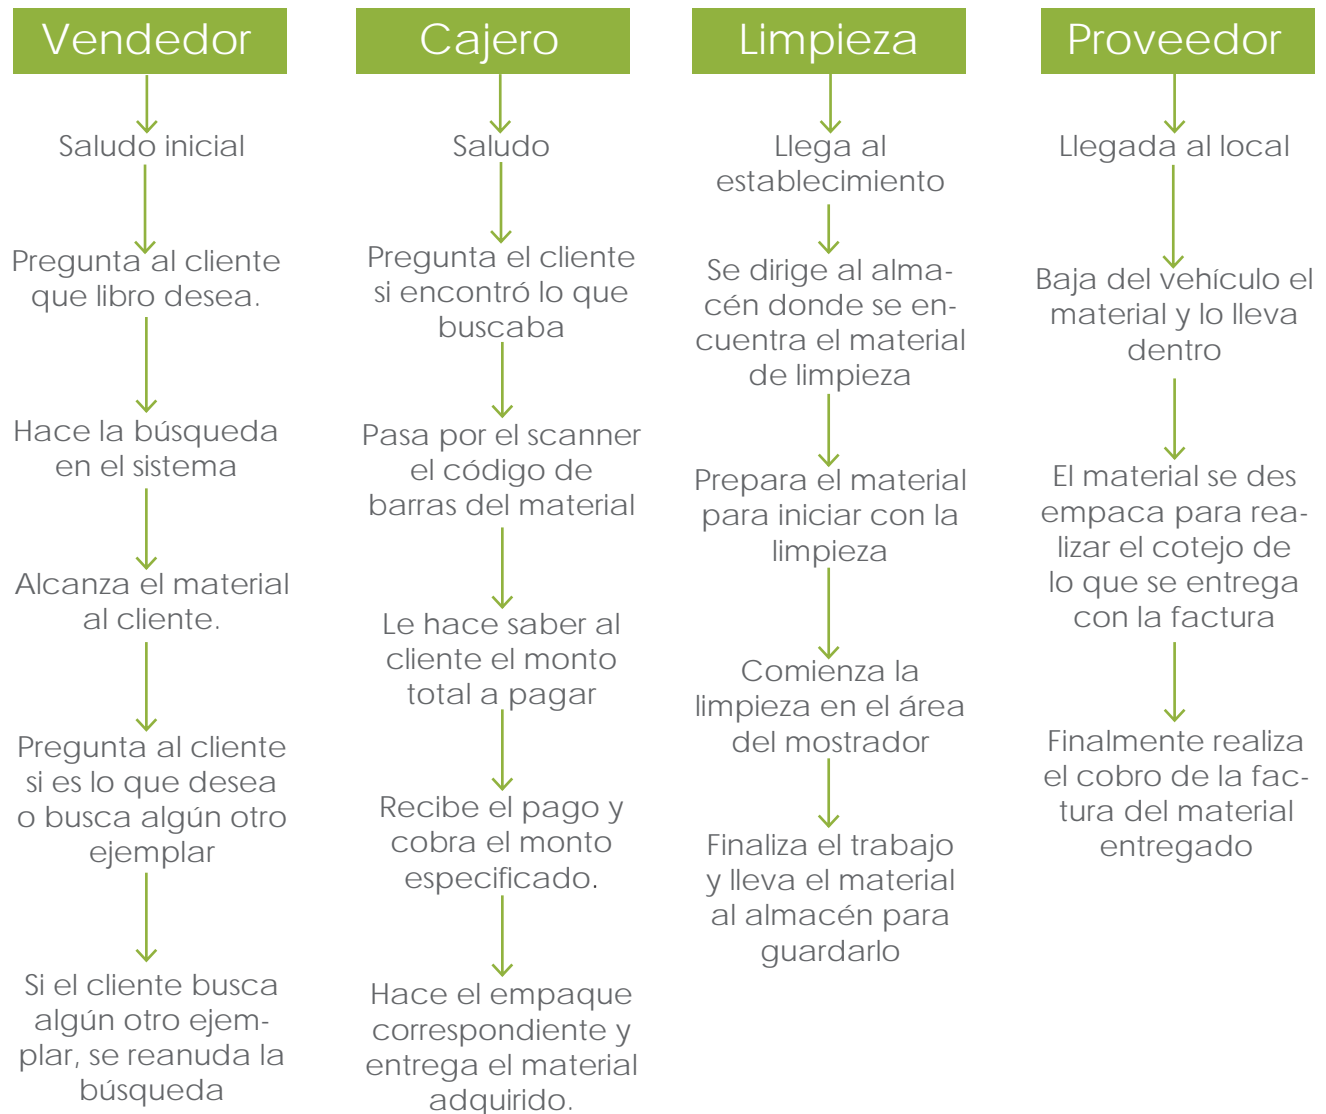 Vendedor
Saludo inicial
Pregunta al cliente
que libro desea.
Hace la búsqueda
en el sistema
Alcanza el material
al cliente.
Pregunta al cliente
si es lo que desea
o busca algún otro
ejemplar
Si el cliente busca
algún otro ejem-
plar, se reanuda la
búsqueda
Cajero
Saludo
Pregunta el cliente
si encontró lo que
buscaba
Pasa por el scanner
el código de
barras del material
Le hace saber al
cliente el monto
total a pagar
Recibe el pago y
cobra el monto
especificado.
Hace el empaque
correspondiente y
entrega el material
adquirido.
Limpieza
Llega al
establecimiento
Se dirige al alma-
cén donde se en-
cuentra el material
de limpieza
Prepara el material
para iniciar con la
limpieza
Comienza la
limpieza en el área
del mostrador
Finaliza el trabajo
y lleva el material
al almacén para
guardarlo
Proveedor
Llegada al local
Baja del vehículo el
material y lo lleva
dentro
El material se des
empaca para rea-
lizar el cotejo de
lo que se entrega
con la factura
Finalmente realiza
el cobro de la fac-
tura del material
entregado